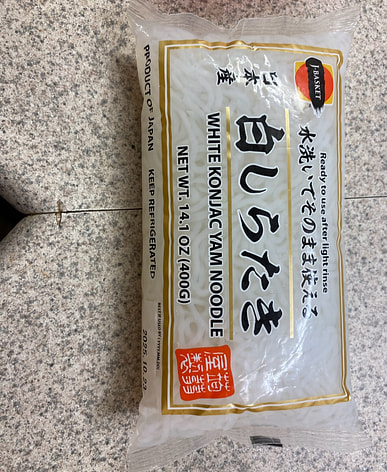 J-BASKET
日本産
Ready to use after light rinse
水洗いでそのまま使える
白しらたき
WHITE KONJAC YAM NOODLE
NET WT. 14.1 OZ (400G)
PRODUCT OF JAPAN KEEP REFRIGERATED
2025.10.22